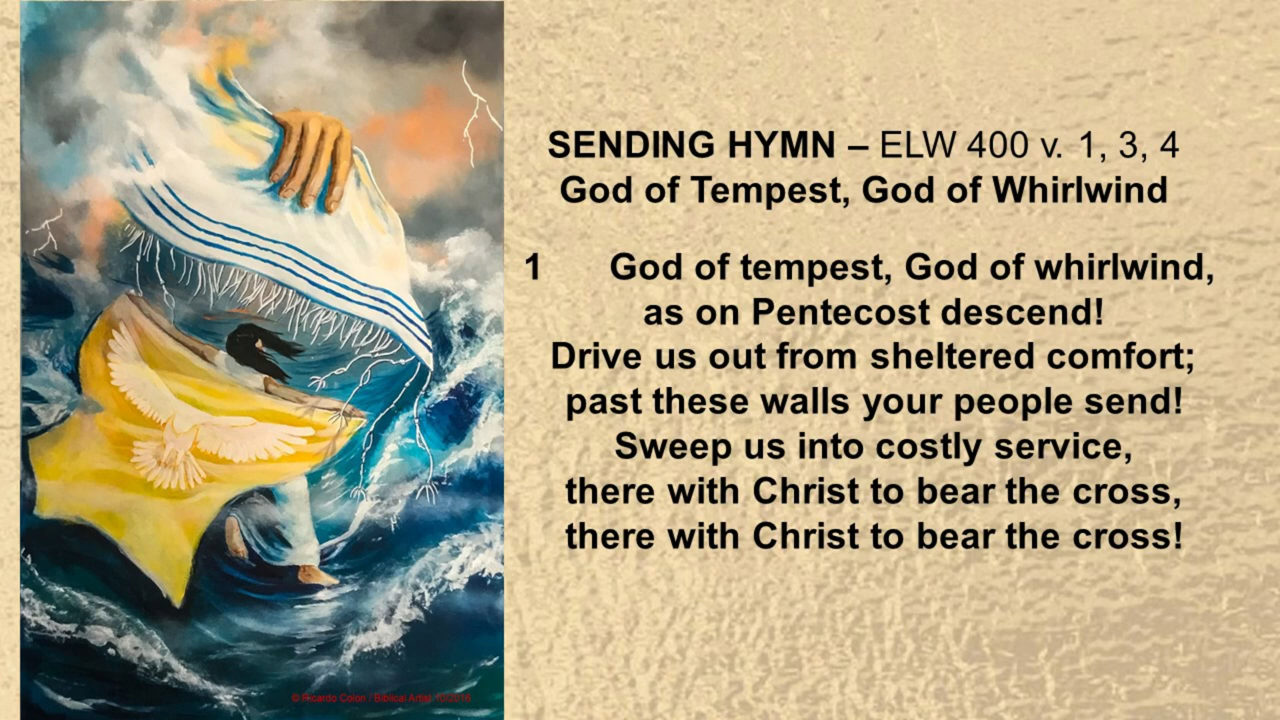 SENDING HYMN – ELW 400 v. 1, 3, 4
God of Tempest, God of Whirlwind
1 God of tempest, God of whirlwind,
as on Pentecost descend!
Drive us out from sheltered comfort;
past these walls your people send!
Sweep us into costly service,
there with Christ to bear the cross,
there with Christ to bear the cross!
© Ricardo Colon / Biblical Artist 10/2019